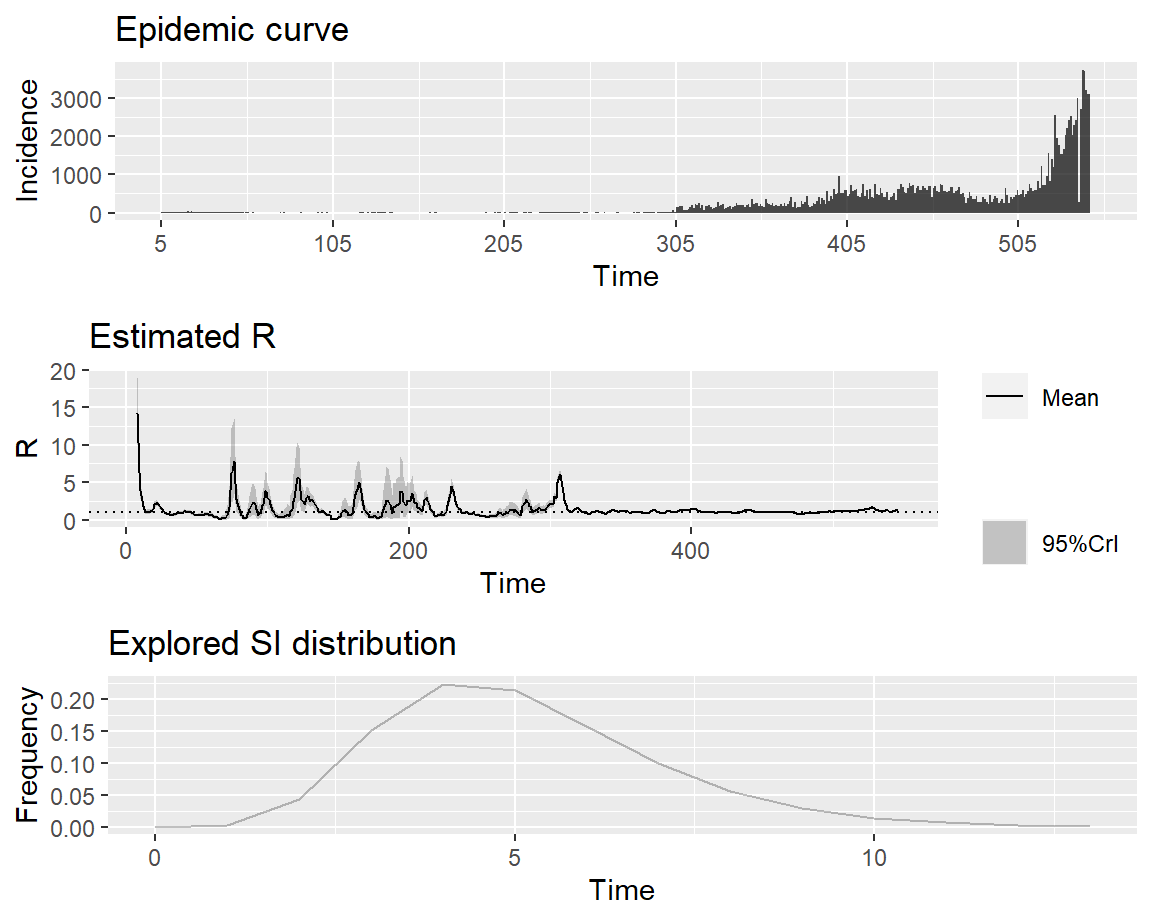 Epidemic curve
Incidence
3000
2000
1000
0
5 105 205 305 405 505
Time
Estimated R
R
20
15
10
5
0
0 200 400
Time
Mean
95%CrI
Explored SI distribution
Frequency
0.20
0.15
0.10
0.05
0.00
0 5 10
Time